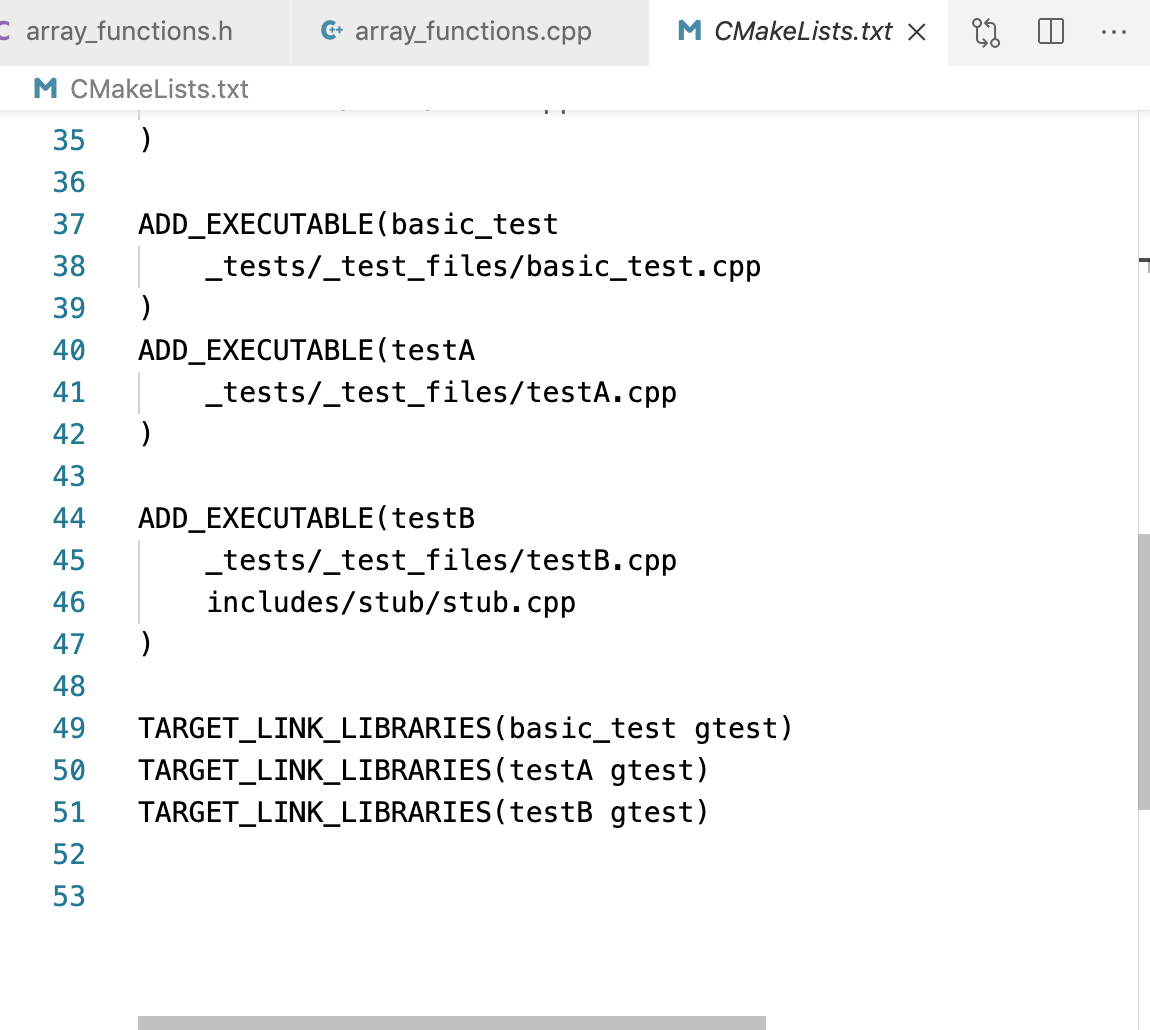 array_functions.h
array_functions.cpp
CMakeLists.txt
CMakeLists.txt
35 )
36
37 ADD_EXECUTABLE(basic_test
38 _tests/_test_files/basic_test.cpp
39 )
40 ADD_EXECUTABLE(testA
41 _tests/_test_files/testA.cpp
42 )
43
44 ADD_EXECUTABLE(testB
45 _tests/_test_files/testB.cpp
46 includes/stub/stub.cpp
47 )
48
49 TARGET_LINK_LIBRARIES(basic_test gtest)
50 TARGET_LINK_LIBRARIES(testA gtest)
51 TARGET_LINK_LIBRARIES(testB gtest)
52
53